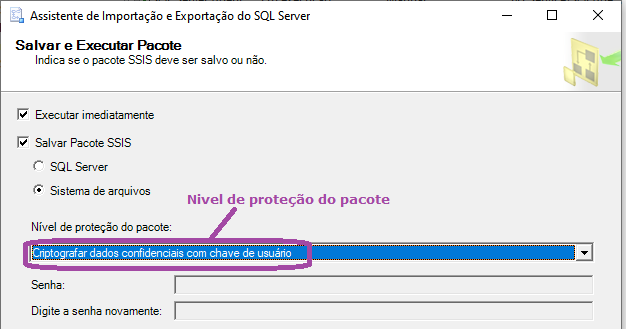 Assistente de Importação e Exportação do SQL Server
Salvar e Executar Pacote
Indica se o pacote SSIS deve ser salvo ou não.
Executar imediatamente
Salvar Pacote SSIS
SQL Server
Sistema de arquivos
Nivel de proteção do pacote
Nível de proteção do pacote:
Criptografar dados confidenciais com chave de usuário
Senha:
Digite a senha novamente: